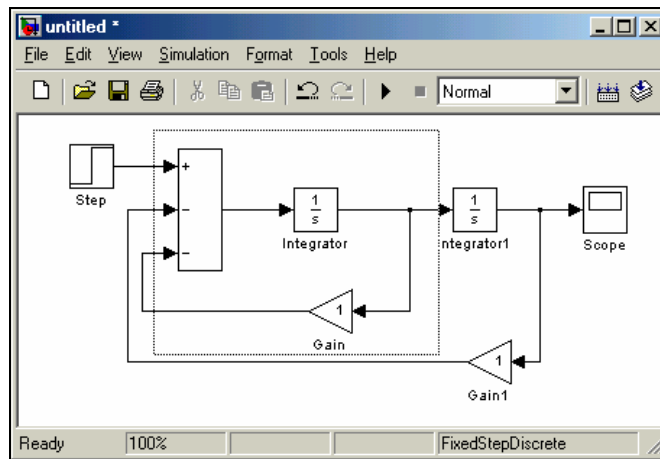 untitled *
File Edit View Simulation Format Tools Help
Normal
Step
+
−
−
1
s
Integrator
1
s
ntegrator1
Scope
1
Gain
1
Gain1
Ready 100% FixedStepDiscrete